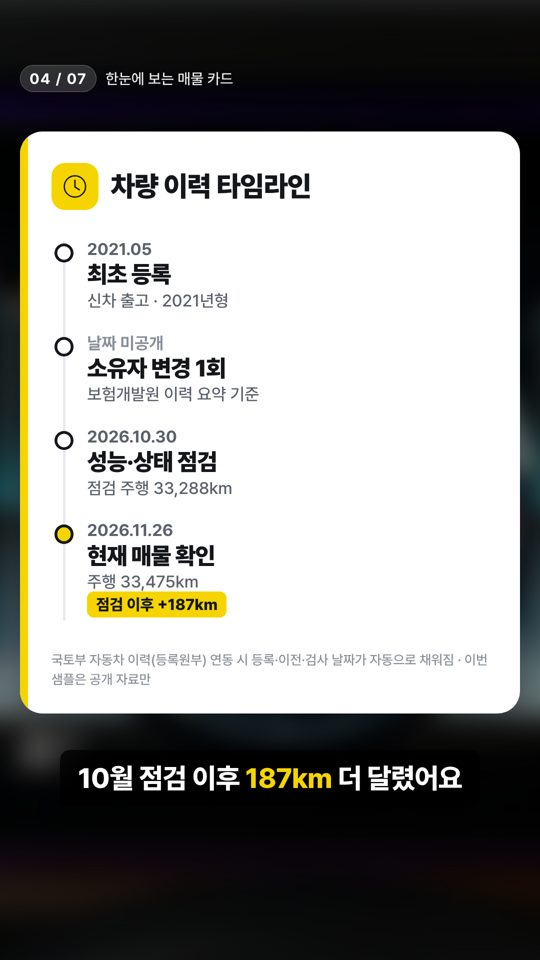 04 / 07 한눈에 보는 매물 카드
차량 이력 타임라인
2021.05
최초 등록
신차 출고 · 2021년형
날짜 미공개
소유자 변경 1회
보험개발원 이력 요약 기준
2026.10.30
성능·상태 점검
점검 주행 33,288km
2026.11.26
현재 매물 확인
주행 33,475km
점검 이후 +187km
국토부 자동차 이력(등록원부) 연동 시 등록·이전·검사 날짜가 자동으로 채워짐 · 이번
샘플은 공개 자료만
10월 점검 이후 187km 더 달렸어요